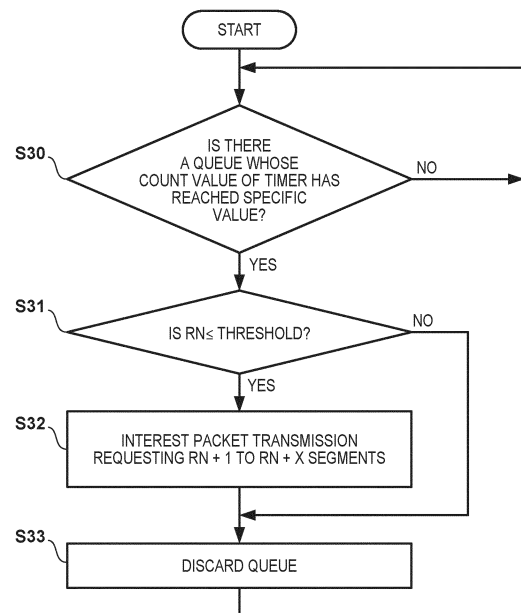 START
S30
IS THERE
A QUEUE WHOSE
COUNT VALUE OF TIMER HAS
REACHED SPECIFIC
VALUE?
NO
YES
S31
IS RN≤ THRESHOLD?
NO
YES
S32
INTEREST PACKET TRANSMISSION
REQUESTING RN + 1 TO RN + X SEGMENTS
S33
DISCARD QUEUE